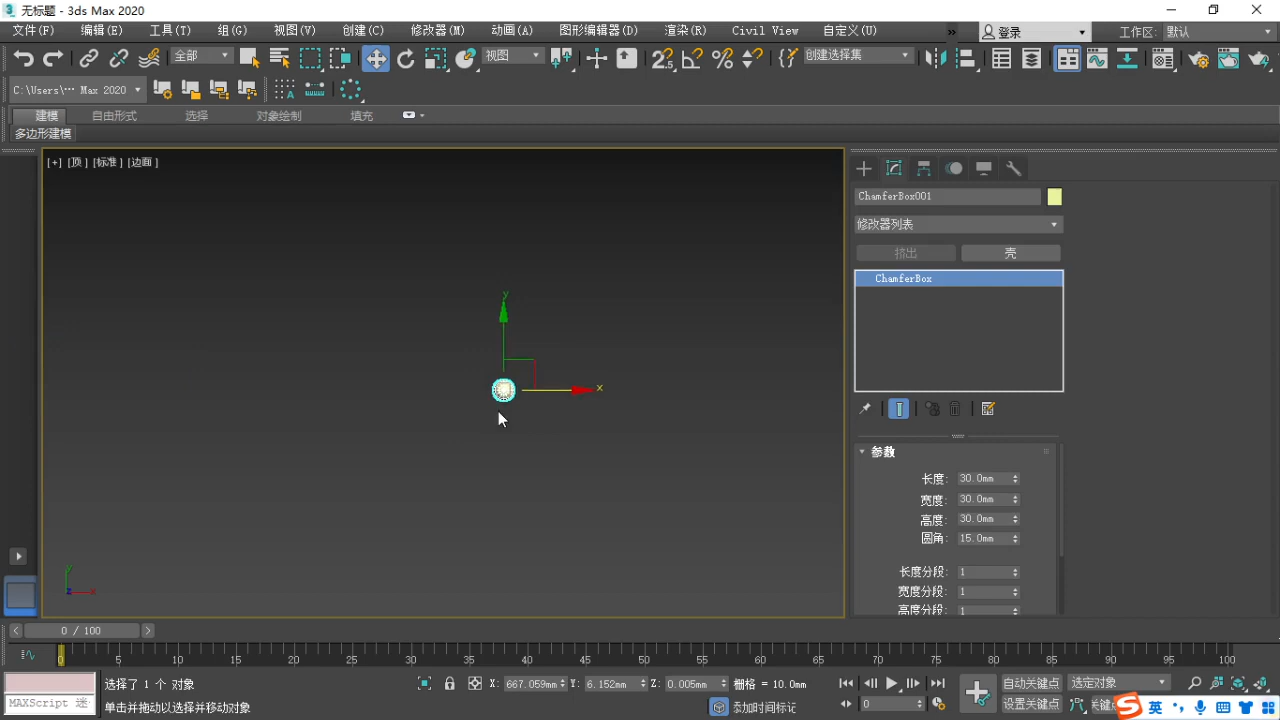 无标题 - 3ds Max 2020
文件(F) 编辑(E) 工具(T) 组(G) 视图(V) 创建(C) 修改器(M) 动画(A) 图形编辑器(D) 渲染(R) Civil View 自定义(U) » 登录 工作区: 默认
全部 视图 创建选择集
C:\Users\··· Max 2020
建模 自由形式 选择 对象绘制 填充
多边形建模
[+] [顶] [标准] [边面]
ChamferBox001
修改器列表
挤出 壳
ChamferBox
y
x
参数
长度: 30.0mm
宽度: 30.0mm
高度: 30.0mm
圆角: 15.0mm
长度分段: 1
宽度分段: 1
高度分段: 1
y
z x
0 / 100
0 5 10 15 20 25 30 35 40 45 50 55 60 65 70 75 80 85 90 95 100
选择了 1 个 对象 X: 667.059mm Y: 6.152mm Z: 0.005mm 栅格 = 10.0mm 自动关键点 选定对象
MAXScript 迷 单击并拖动以选择并移动对象 添加时间标记 0 设置关键点 关键点 英